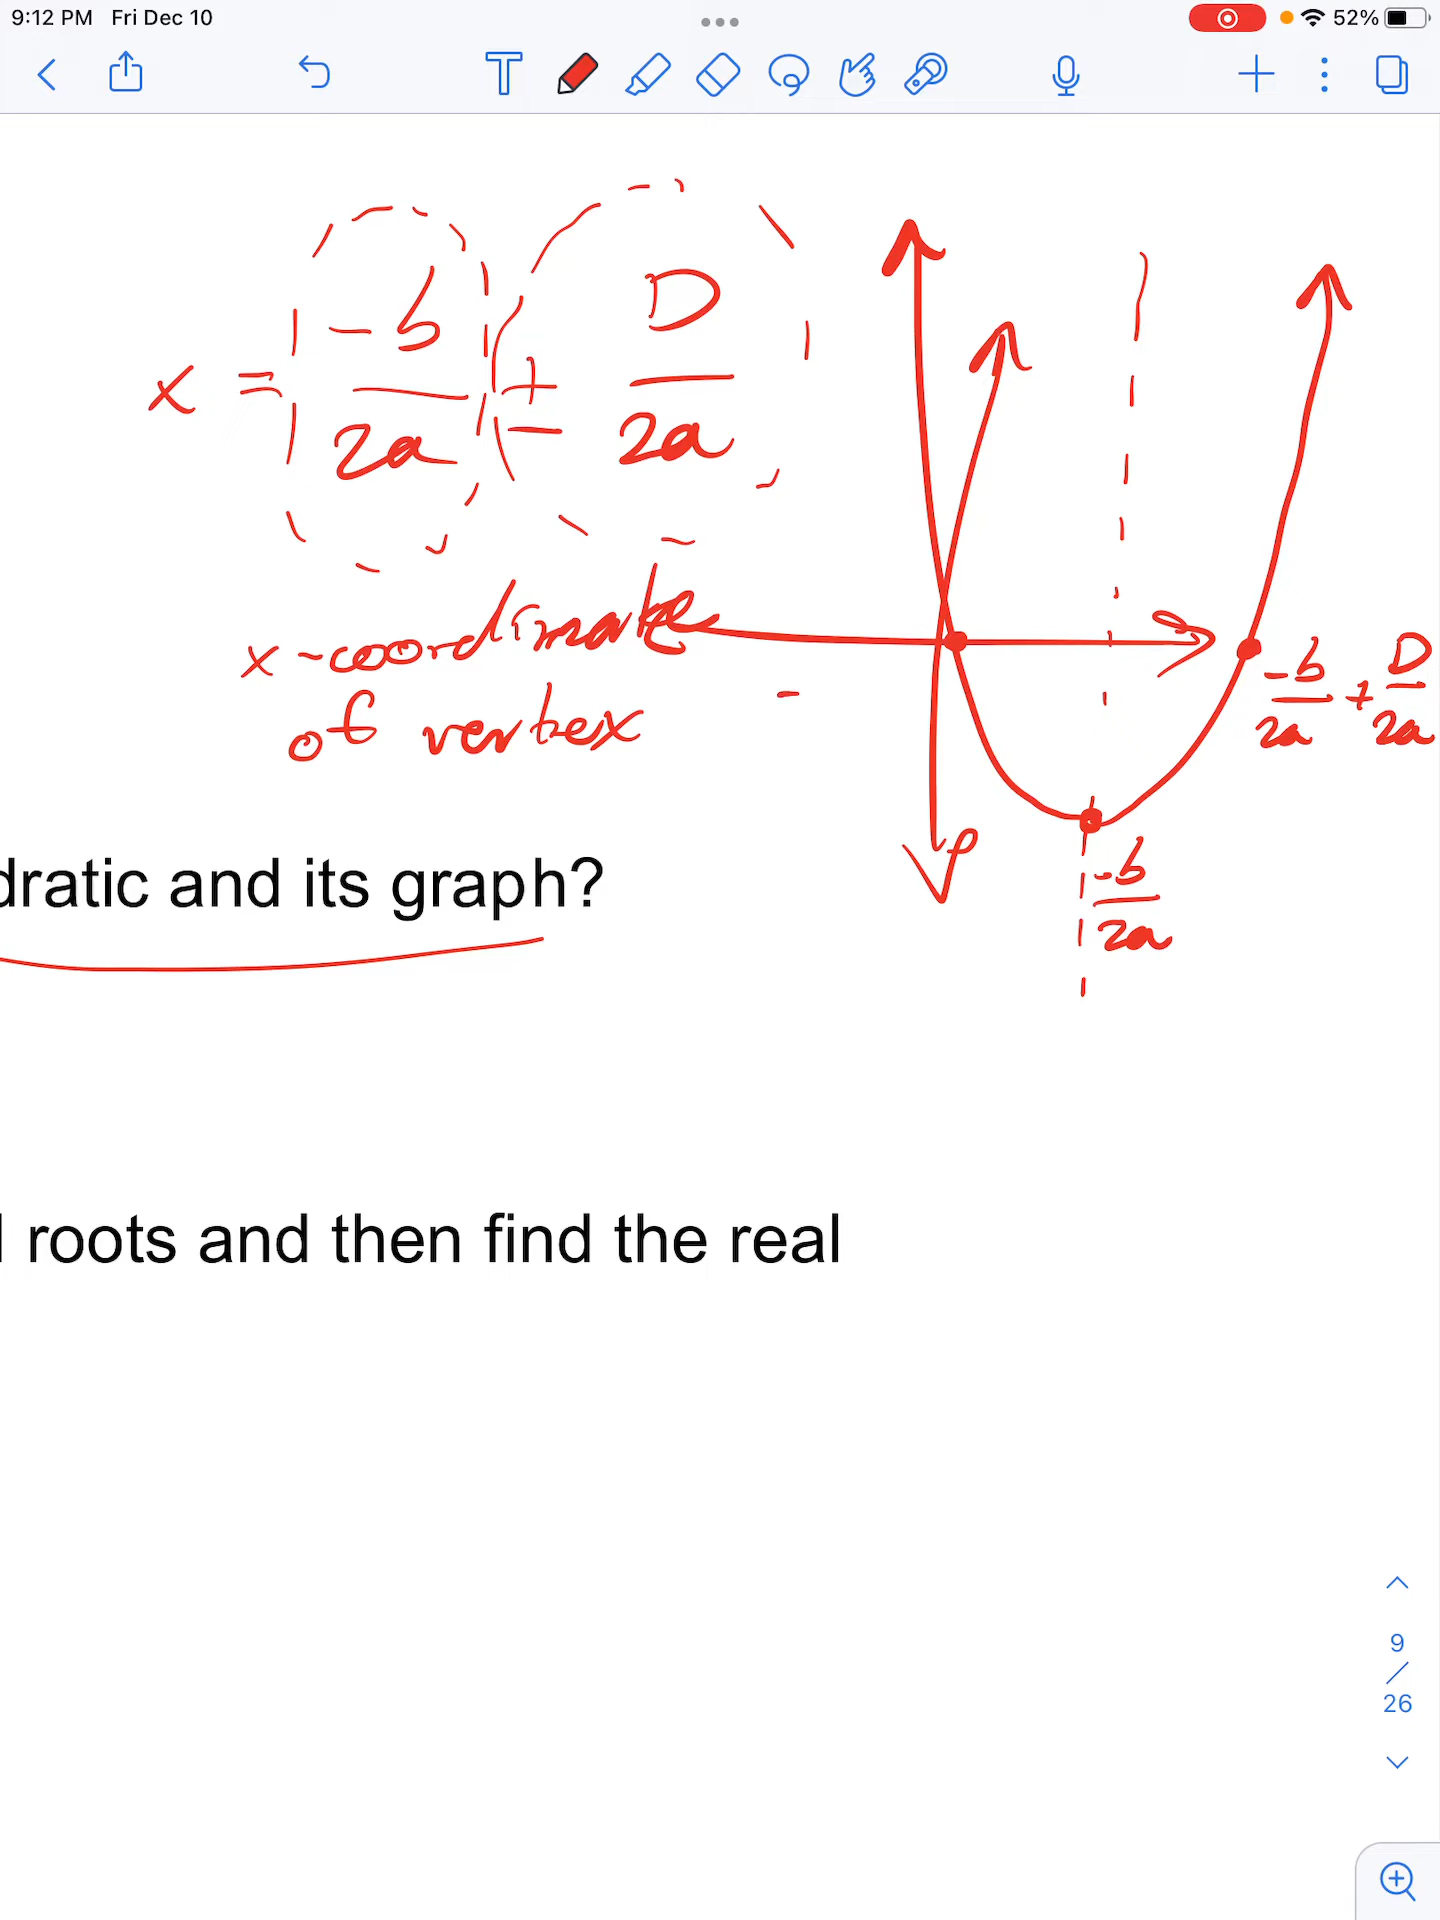 9:12 PM Fri Dec 10
52%
T
x = -b/2a ± D/2a
x-coordinate
of vertex
-b/2a + D/2a
-b/2a
dratic and its graph?
roots and then find the real
9
/
26